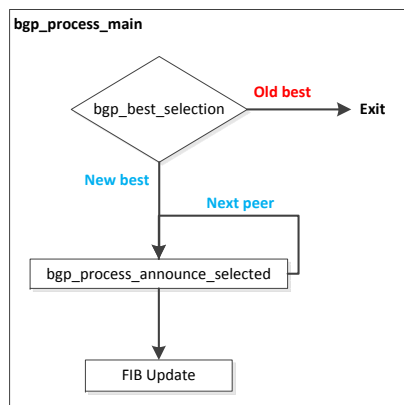 bgp_process_main
Old best
bgp_best_selection
Exit
New best
Next peer
bgp_process_announce_selected
FIB Update